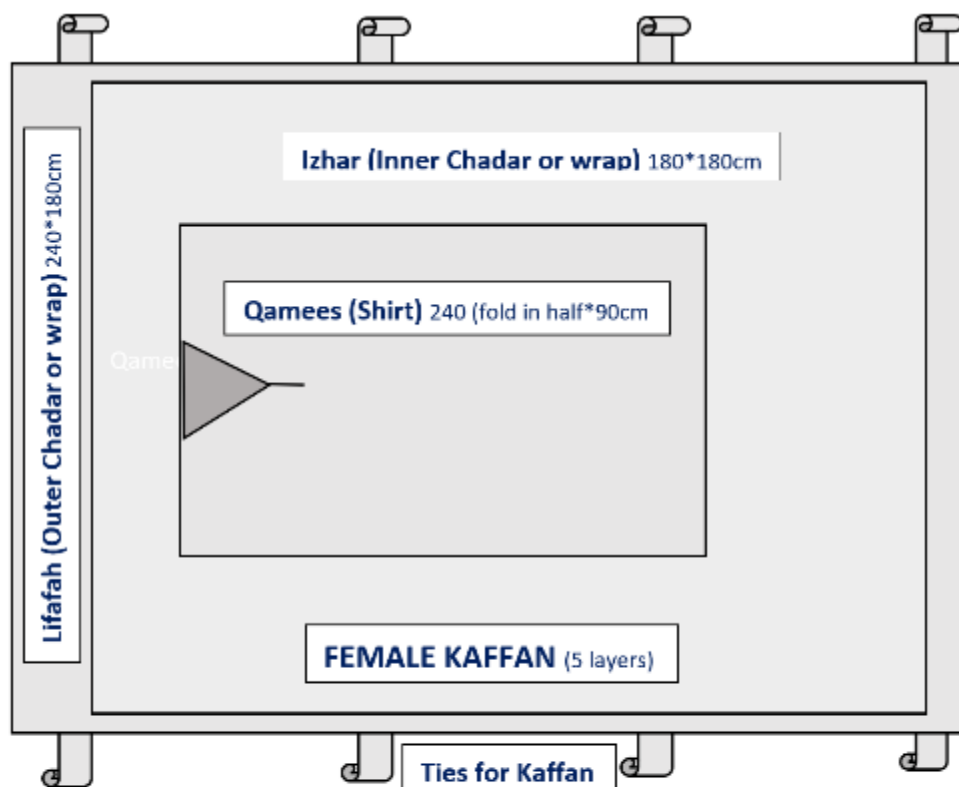 Izhar (Inner Chadar or wrap) 180*180cm
Lifafah (Outer Chadar or wrap) 240*180cm
Qamees (Shirt) 240 (fold in half*90cm
FEMALE KAFFAN (5 layers)
Ties for Kaffan